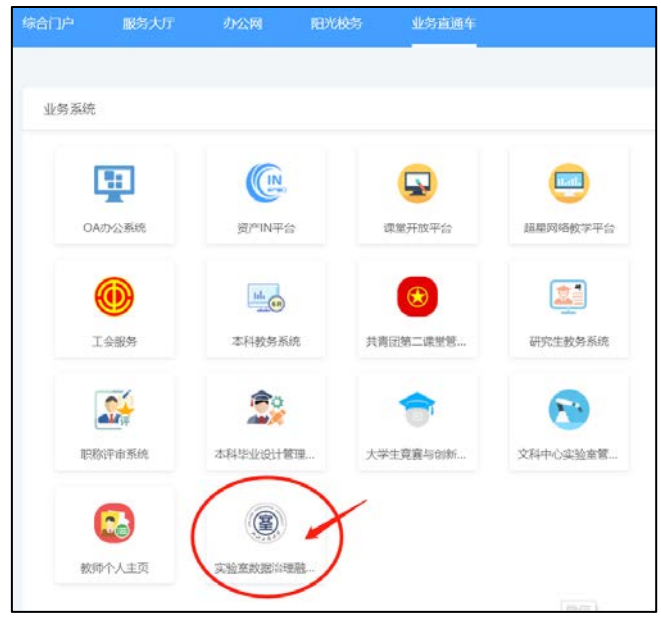 综合门户 服务大厅 办公网 阳光校务 业务直通车
业务系统
IN
OA办公系统 资产IN平台 课堂开放平台 超星网络教学平台
工会服务 本科教务系统 共青团第二课堂管... 研究生教务系统
评
职称评审系统 本科毕业设计管理... 大学生竞赛与创新... 文科中心实验室管...
室
教师个人主页 实验室数据治理融...